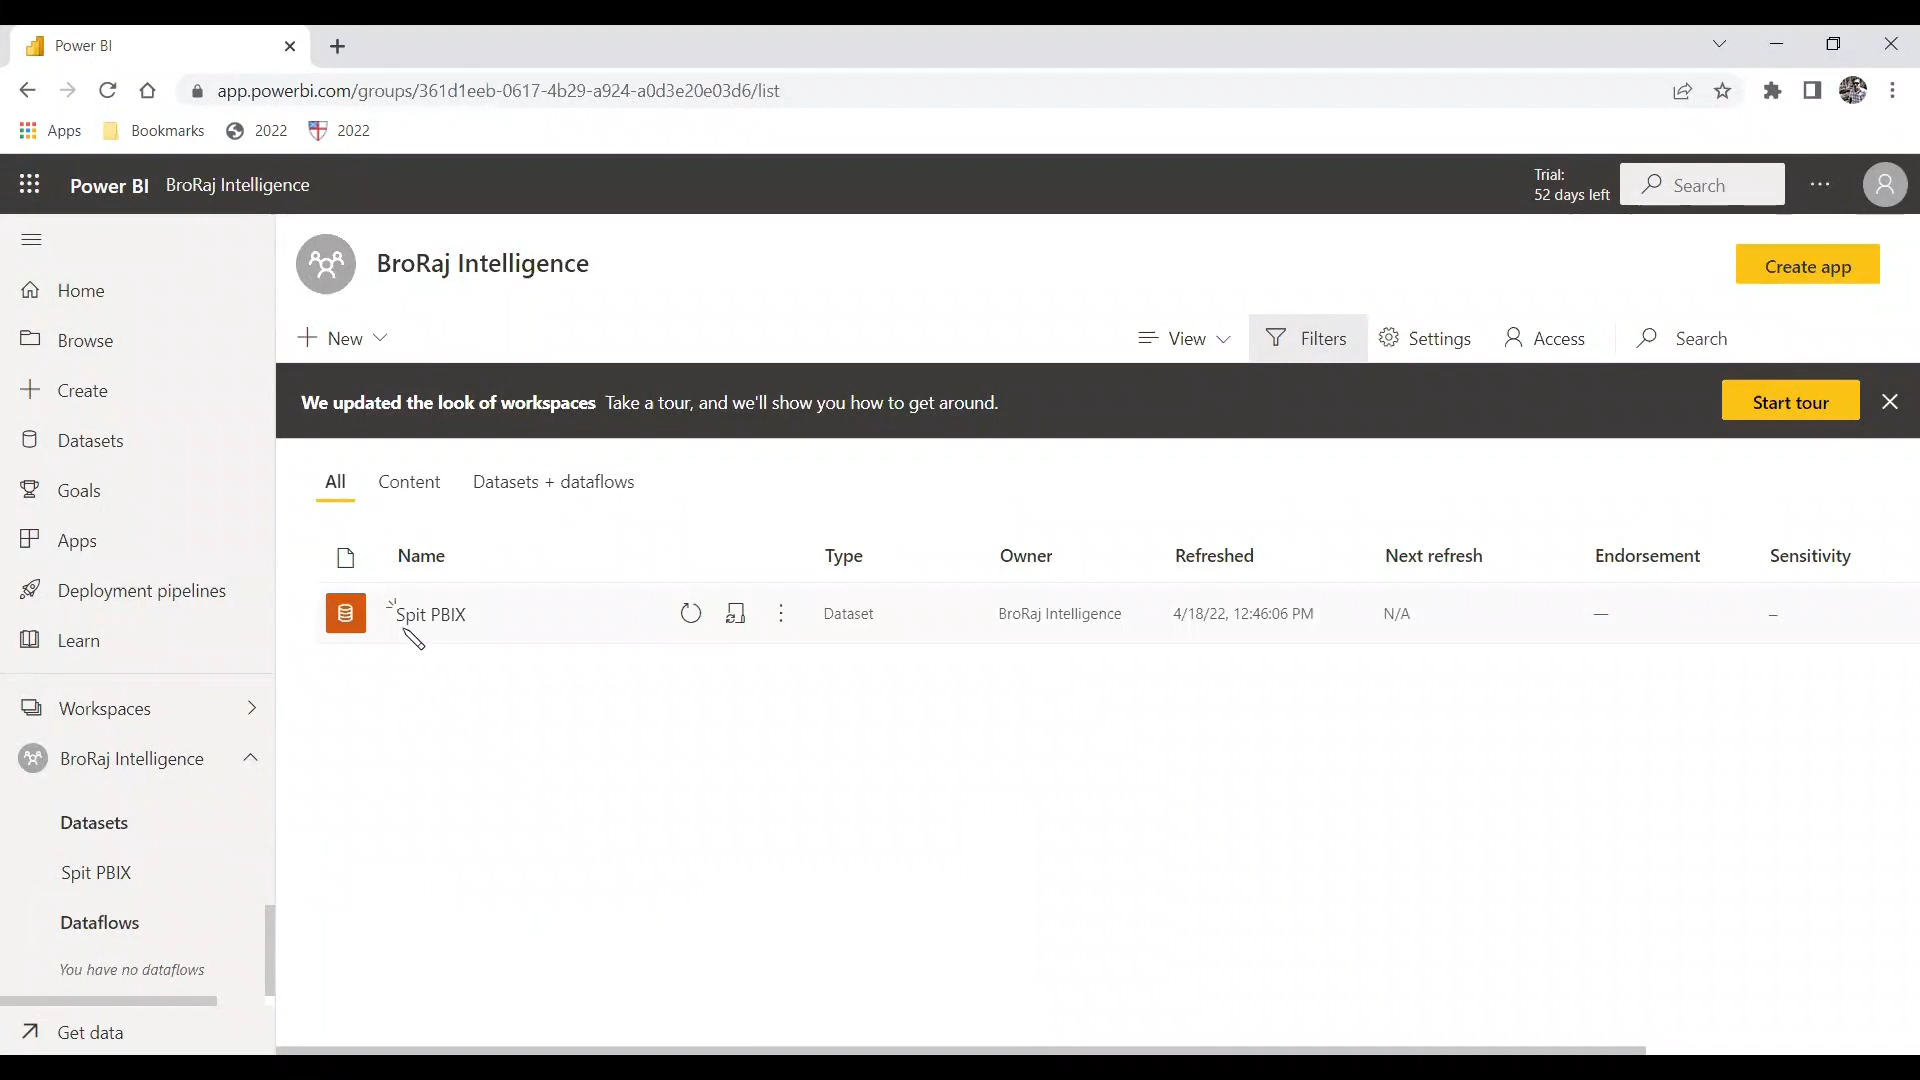 Power BI
app.powerbi.com/groups/361d1eeb-0617-4b29-a924-a0d3e20e03d6/list
Apps Bookmarks 2022 2022
Power BI BroRaj Intelligence
Trial:
52 days left
Search
BroRaj Intelligence
Create app
New
View Filters Settings Access Search
We updated the look of workspaces Take a tour, and we'll show you how to get around.
Start tour
Home
Browse
Create
Datasets
Goals
Apps
Deployment pipelines
Learn
Workspaces
BroRaj Intelligence
Datasets
Spit PBIX
Dataflows
You have no dataflows
Get data
All Content Datasets + dataflows
Name Type Owner Refreshed Next refresh Endorsement Sensitivity
Spit PBIX Dataset BroRaj Intelligence 4/18/22, 12:46:06 PM N/A — –